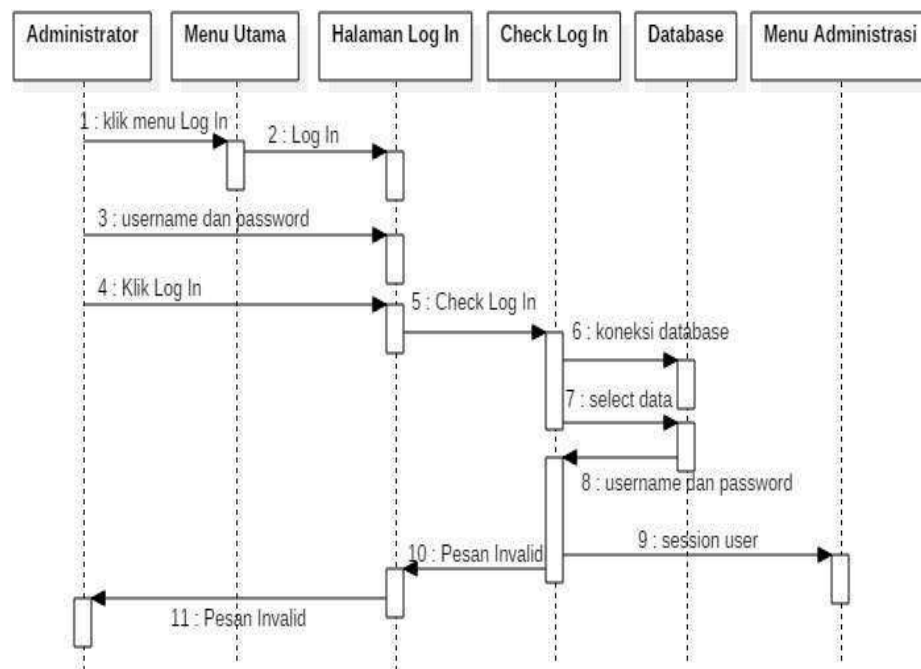 Administrator
Menu Utama
Halaman Log In
Check Log In
Database
Menu Administrasi
1 : klik menu Log In
2 : Log In
3 : username dan password
4 : Klik Log In
5 : Check Log In
6 : koneksi database
7 : select data
8 : username dan password
9 : session user
10 : Pesan Invalid
11 : Pesan Invalid